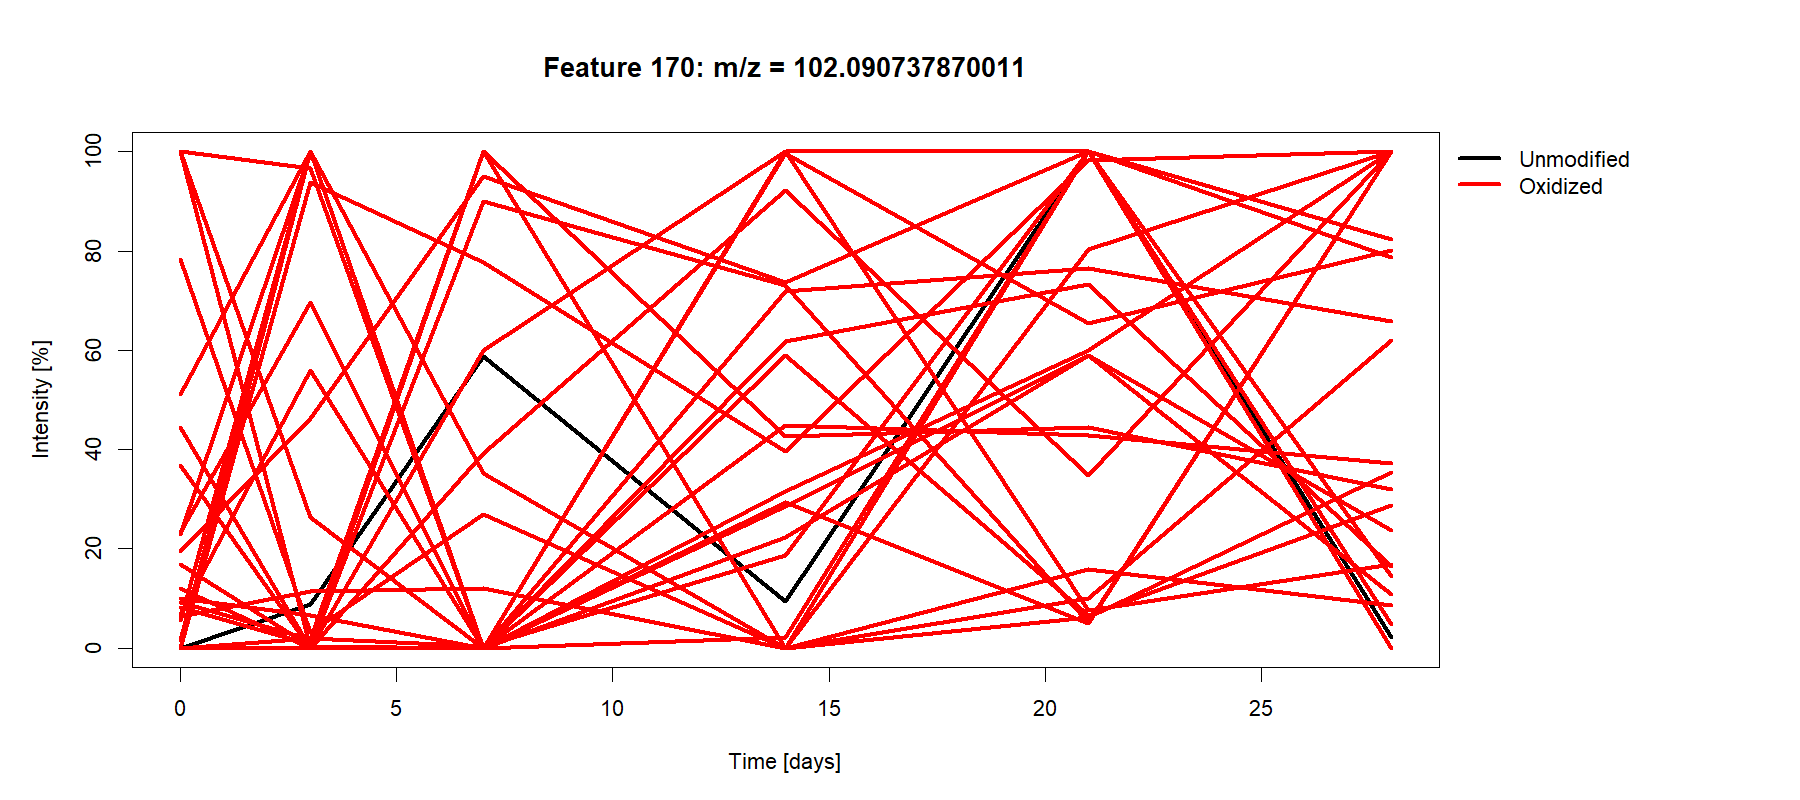 Feature 170: m/z = 102.090737870011
Unmodified
Oxidized
100
80
60
40
20
0
Intensity [%]
0 5 10 15 20 25
Time [days]